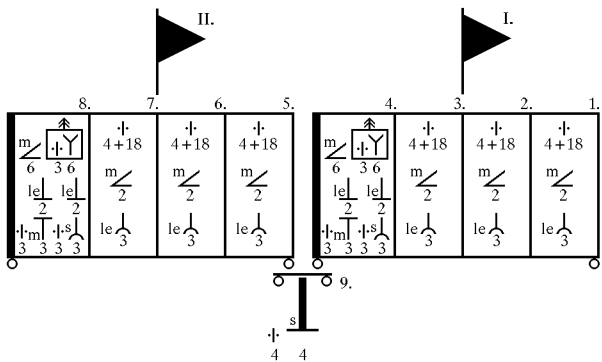 II. I.
8. 7. 6. 5. 4. 3. 2. 1.
4+18 4+18 4+18 4+18 4+18 4+18
m m
6 3 6 6 3 6
m m m m m m
2 2 2 2 2 2
le le le le
2 2 2 2
m s le le le m s le le le
3 3 3 3 3 3 3 3 3 3 3 3 3 3
9.
s
4 4